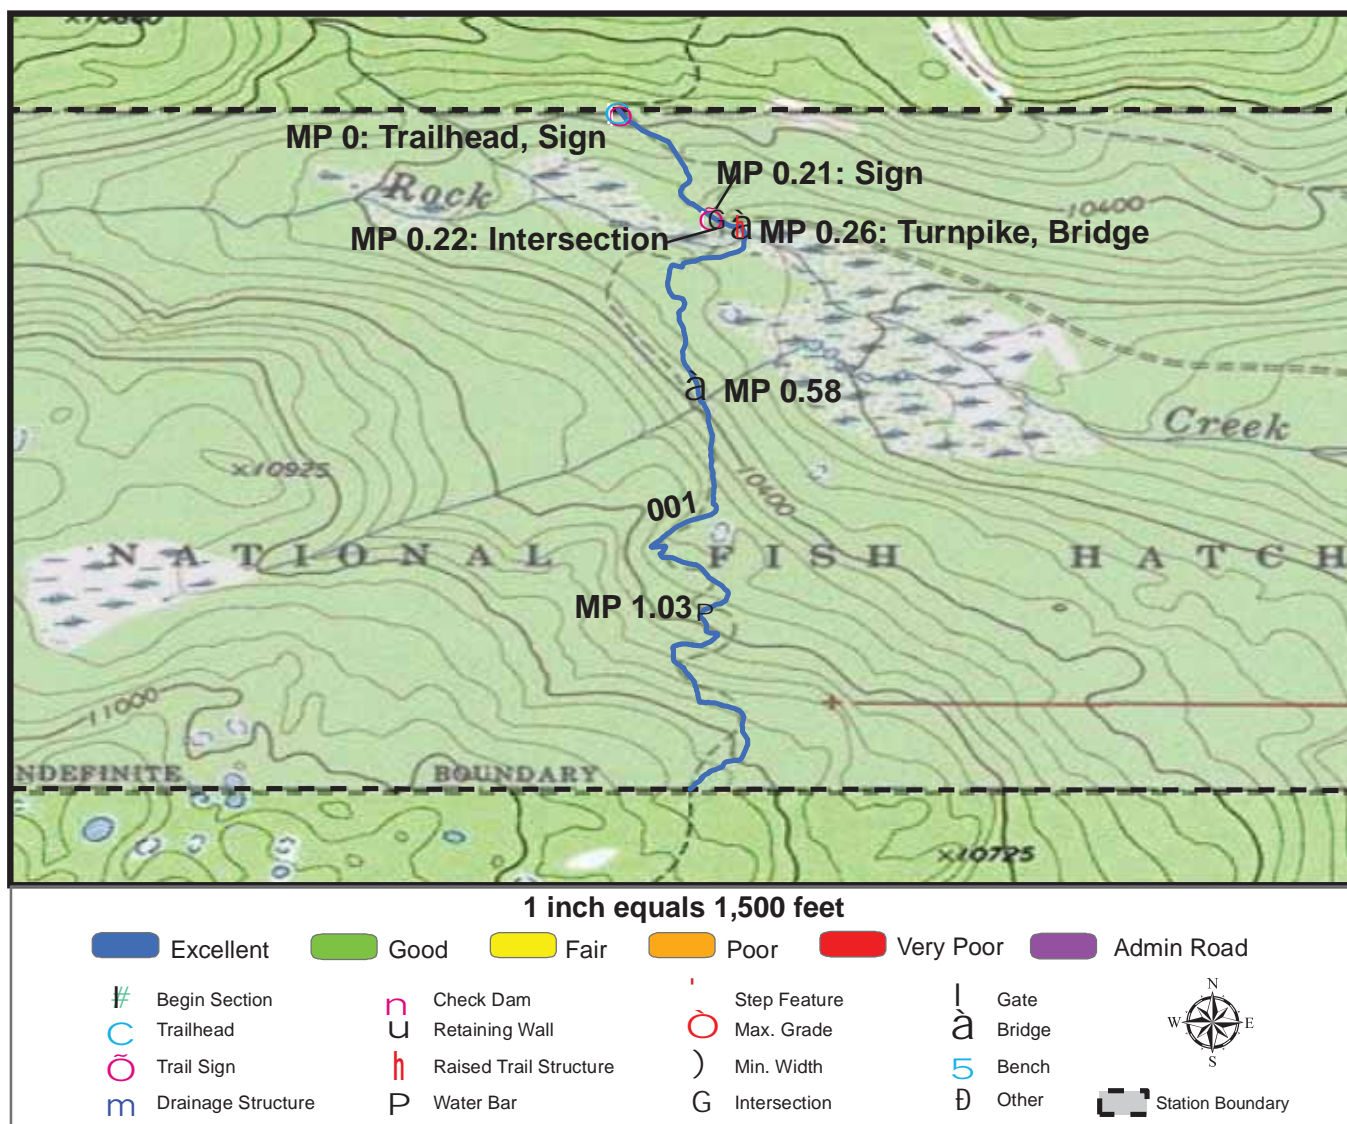 MP 0: Trailhead, Sign
Rock
MP 0.21: Sign
10400
MP 0.22: Intersection
MP 0.26: Turnpike, Bridge
à MP 0.58
Creek
x10925
10400
001
NATIONAL FISH HATCH
MP 1.03 P
11000
NDEFINITE BOUNDARY
x10725
1 inch equals 1,500 feet
Excellent Good Fair Poor Very Poor Admin Road
Begin Section n Check Dam ' Step Feature l Gate
C Trailhead u Retaining Wall Ò Max. Grade à Bridge
Õ Trail Sign h Raised Trail Structure ) Min. Width 5 Bench
m Drainage Structure P Water Bar G Intersection Ð Other Station Boundary
N
W E
S